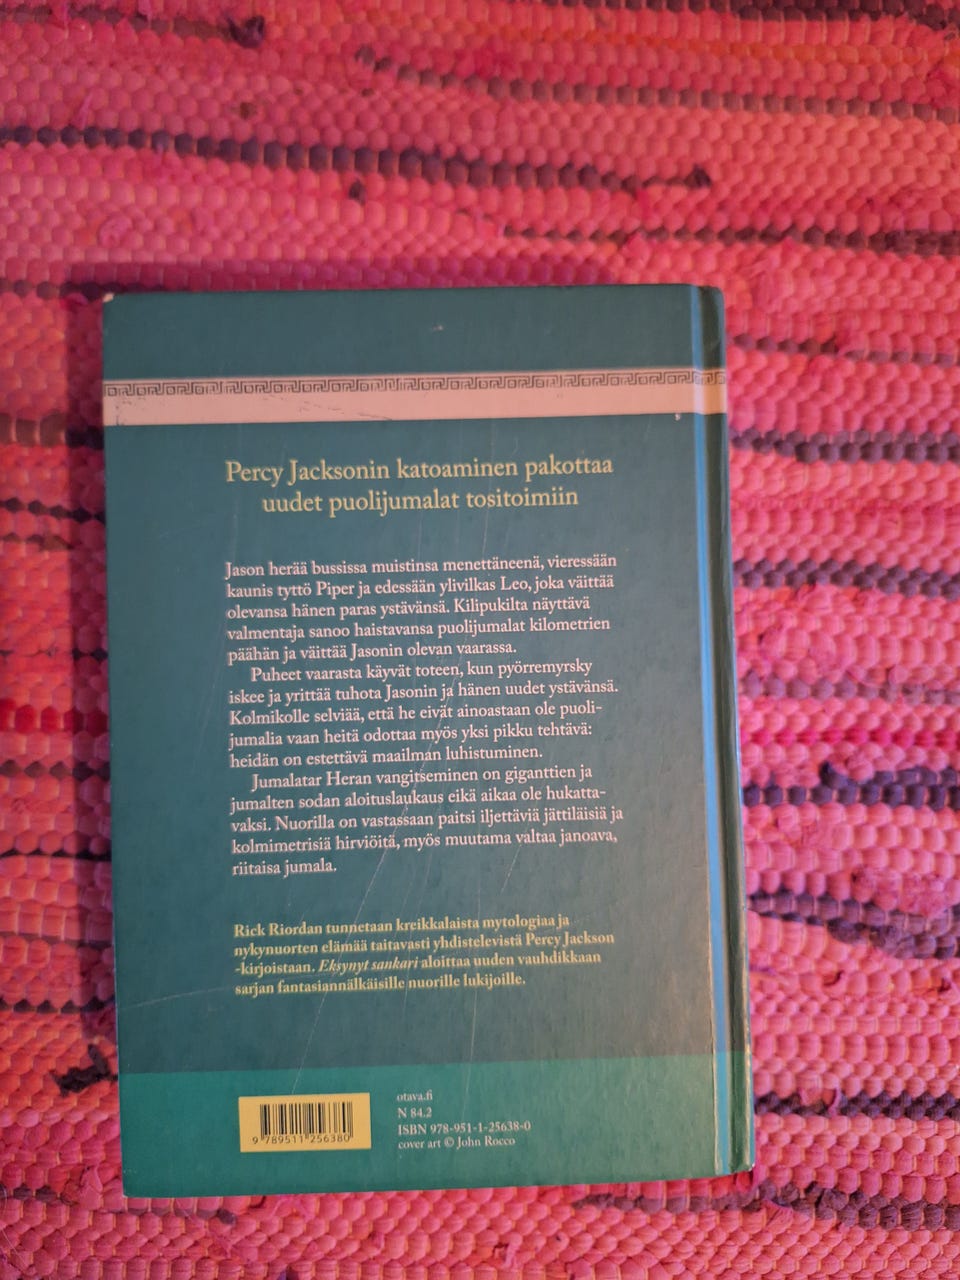 Percy Jacksonin katoaminen pakottaa
uudet puolijumalat tositoimiin
Jason herää bussissa muistinsa menettäneenä, vieressään
kaunis tyttö Piper ja edessään ylivilkas Leo, joka väittää
olevansa hänen paras ystävänsä. Kilipukilta näyttävä
valmentaja sanoo haistavansa puolijumalat kilometrien
päähän ja väittää Jasonin olevan vaarassa.
Puheet vaarasta käyvät toteen, kun pyörremyrsky
iskee ja yrittää tuhota Jasonin ja hänen uudet ystävänsä.
Kolmikolle selviää, että he eivät ainoastaan ole puoli-
jumalia vaan heitä odottaa myös yksi pikku tehtävä:
heidän on estettävä maailman luhistuminen.
Jumalatar Heran vangitseminen on giganttien ja
jumalten sodan aloituslaukaus eikä aikaa ole hukatta-
vaksi. Nuorilla on vastassaan paitsi iljettäviä jättiläisiä ja
kolmimetrisiä hirviöitä, myös muutama valtaa janoava,
riitaisa jumala.
Rick Riordan tunnetaan kreikkalaista mytologiaa ja
nykynuorten elämää taitavasti yhdistelevistä Percy Jackson
-kirjoistaan. Eksynyt sankari aloittaa uuden vauhdikkaan
sarjan fantasiannälkäisille nuorille lukijoille.
otava.fi
N 84.2
ISBN 978-951-1-25638-0
cover art © John Rocco
9 789511 256380